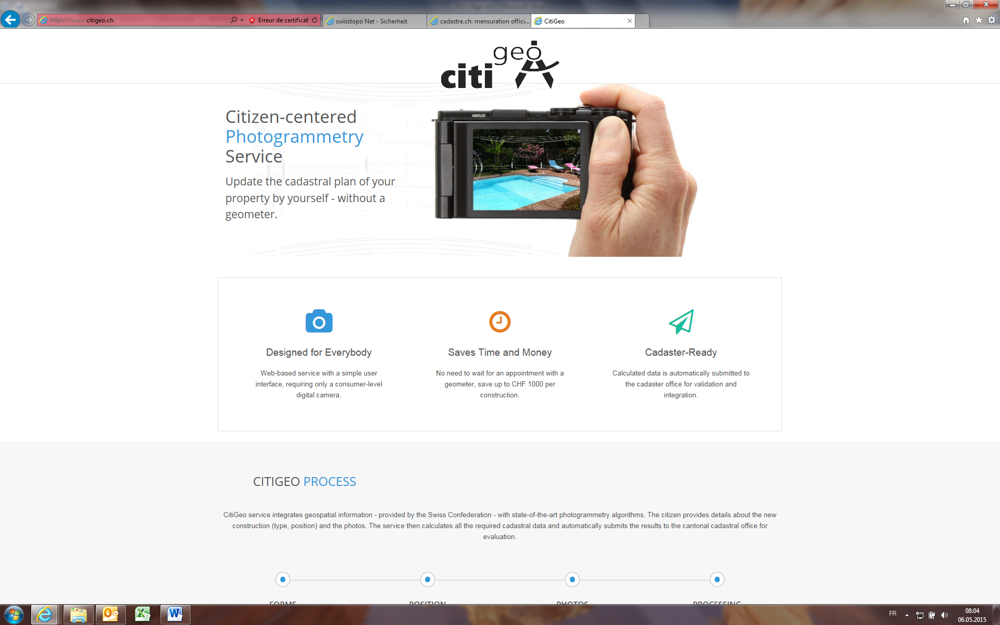 https://www.citigeo.ch/
Erreur de certificat
swisstopo Net - Sicherheit
cadastre.ch: mensuration offici...
CitiGeo
geo
citi
Citizen-centered
Photogrammetry
Service
Update the cadastral plan of your
property by yourself - without a
geometer.
AMOLED
Designed for Everybody
Web-based service with a simple user
interface, requiring only a consumer-level
digital camera.
Saves Time and Money
No need to wait for an appointment with a
geometer, save up to CHF 1000 per
construction.
Cadaster-Ready
Calculated data is automatically submitted to
the cadaster office for validation and
integration.
CITIGEO PROCESS
CitiGeo service integrates geospatial information - provided by the Swiss Confederation - with state-of-the-art photogrammetry algorithms. The citizen provides details about the new
construction (type, position) and the photos. The service then calculates all the required cadastral data and automatically submits the results to the cantonal cadastral office for
evaluation.
FORMS
POSITION
PHOTOS
PROCESSING
FR
08:04
06.05.2015